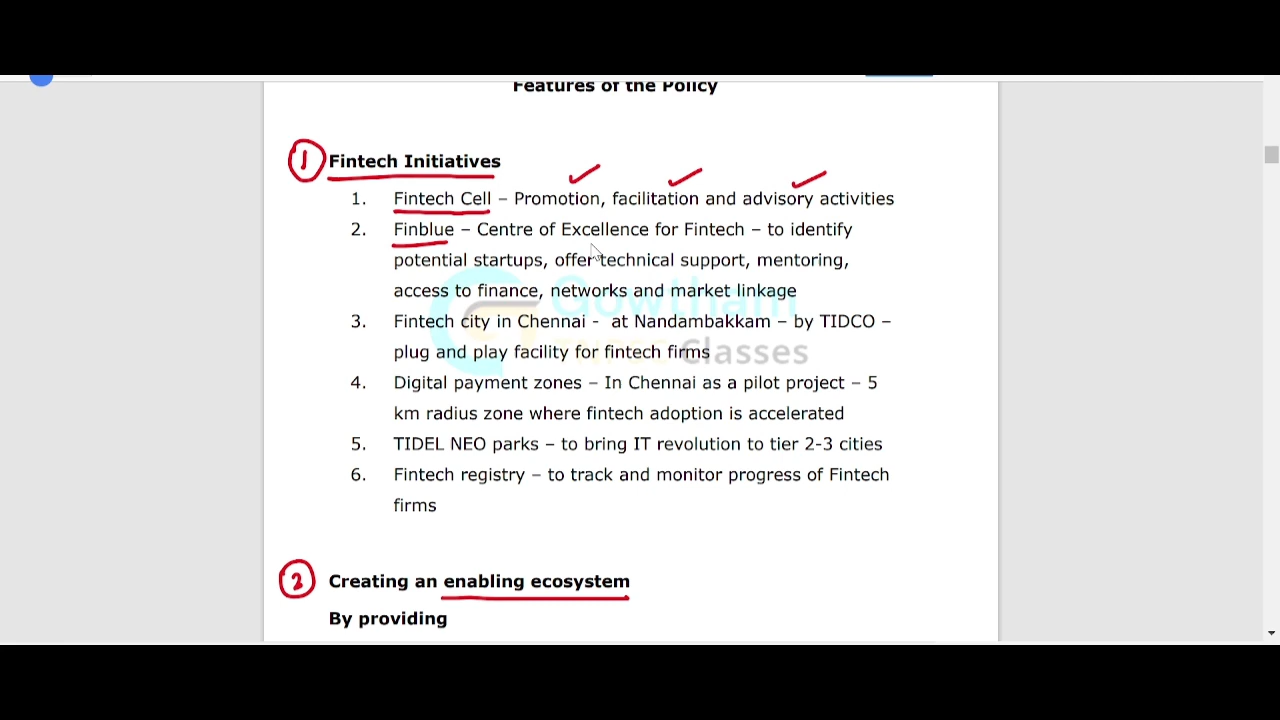 Features of the Policy
1 Fintech Initiatives
1. Fintech Cell – Promotion, facilitation and advisory activities
2. Finblue – Centre of Excellence for Fintech – to identify
potential startups, offer technical support, mentoring,
access to finance, networks and market linkage
Gowtham
3. Fintech city in Chennai - at Nandambakkam – by TIDCO –
plug and play facility for fintech firms
Classes
4. Digital payment zones – In Chennai as a pilot project – 5
km radius zone where fintech adoption is accelerated
5. TIDEL NEO parks – to bring IT revolution to tier 2-3 cities
6. Fintech registry – to track and monitor progress of Fintech
firms
2 Creating an enabling ecosystem
By providing